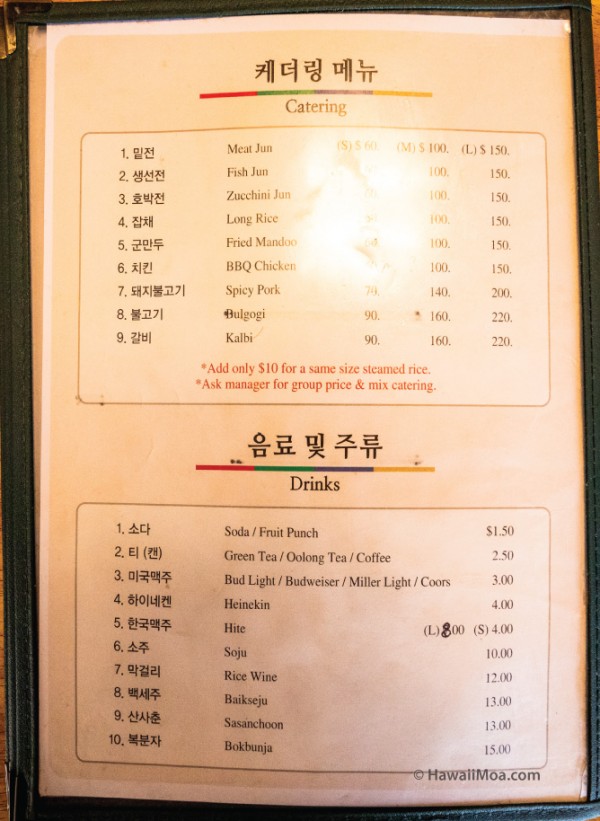 케더링 메뉴
Catering
1. 밑전 Meat Jun (S) $ 60. (M) $ 100. (L) $ 150.
2. 생선전 Fish Jun 100. 150.
3. 호박전 Zucchini Jun 100. 150.
4. 잡채 Long Rice 100. 150.
5. 군만두 Fried Mandoo 100. 150.
6. 치킨 BBQ Chicken 100. 150.
7. 돼지불고기 Spicy Pork 70. 140. 200.
8. 불고기 Bulgogi 90. 160. 220.
9. 갈비 Kalbi 90. 160. 220.
*Add only $10 for a same size steamed rice.
*Ask manager for group price & mix catering.
음료 및 주류
Drinks
1. 소다 Soda / Fruit Punch $1.50
2. 티 (캔) Green Tea / Oolong Tea / Coffee 2.50
3. 미국맥주 Bud Light / Budweiser / Miller Light / Coors 3.00
4. 하이네켄 Heinekin 4.00
5. 한국맥주 Hite (L) 8.00 (S) 4.00
6. 소주 Soju 10.00
7. 막걸리 Rice Wine 12.00
8. 백세주 Baikseju 13.00
9. 산사춘 Sasanchoon 13.00
10. 복분자 Bokbunja 15.00
© HawaiiMoa.com